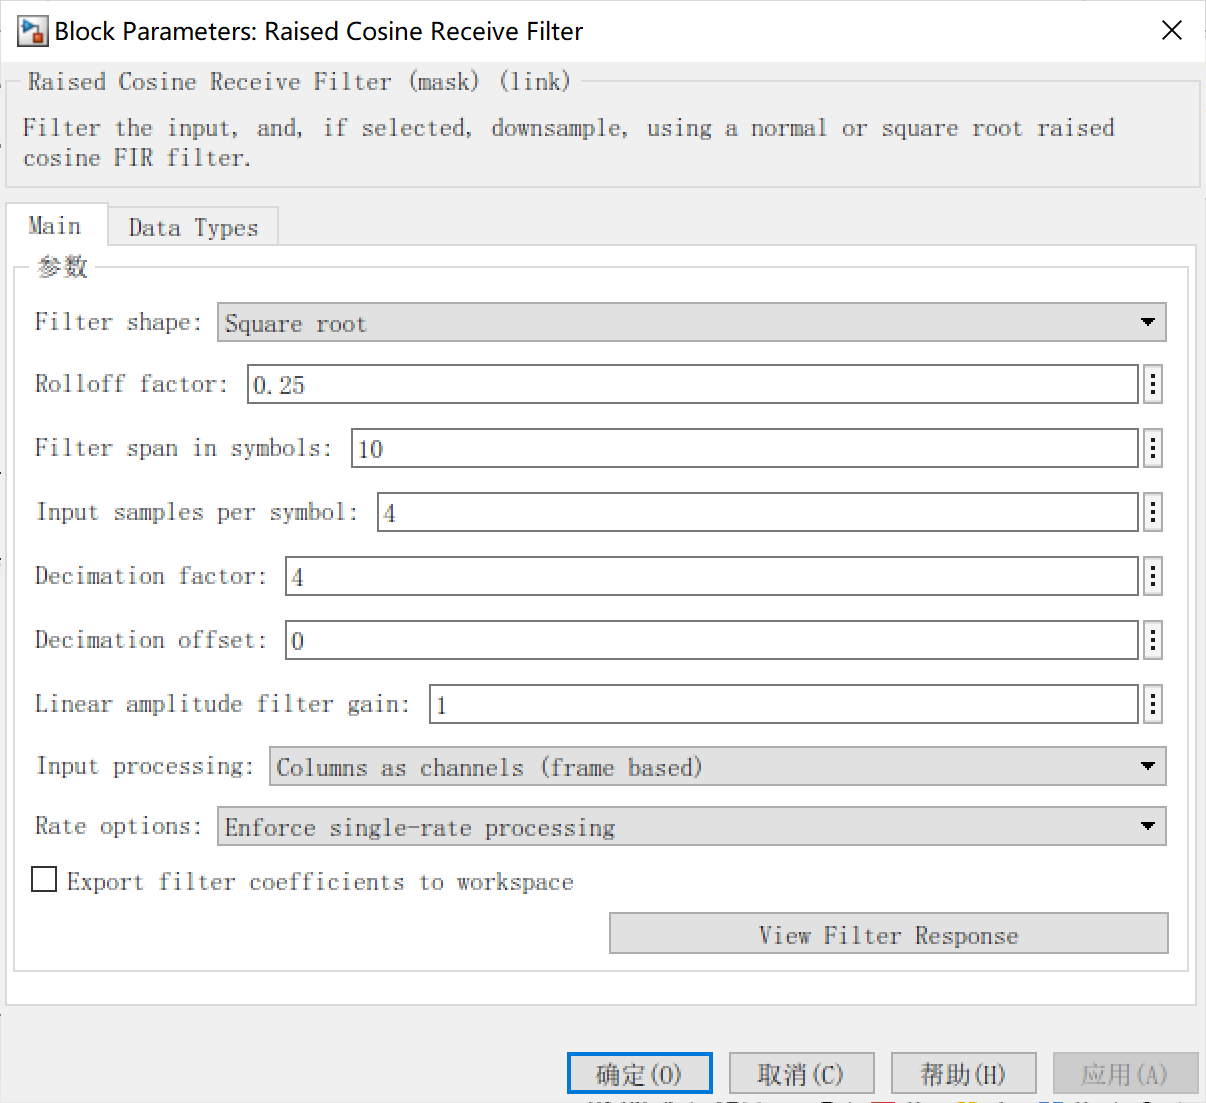 Block Parameters: Raised Cosine Receive Filter
Raised Cosine Receive Filter (mask) (link)
Filter the input, and, if selected, downsample, using a normal or square root raised
cosine FIR filter.
Main Data Types
参数
Filter shape: Square root
Rolloff factor: 0.25
Filter span in symbols: 10
Input samples per symbol: 4
Decimation factor: 4
Decimation offset: 0
Linear amplitude filter gain: 1
Input processing: Columns as channels (frame based)
Rate options: Enforce single-rate processing
Export filter coefficients to workspace
View Filter Response
确定(O) 取消(C) 帮助(H) 应用(A)